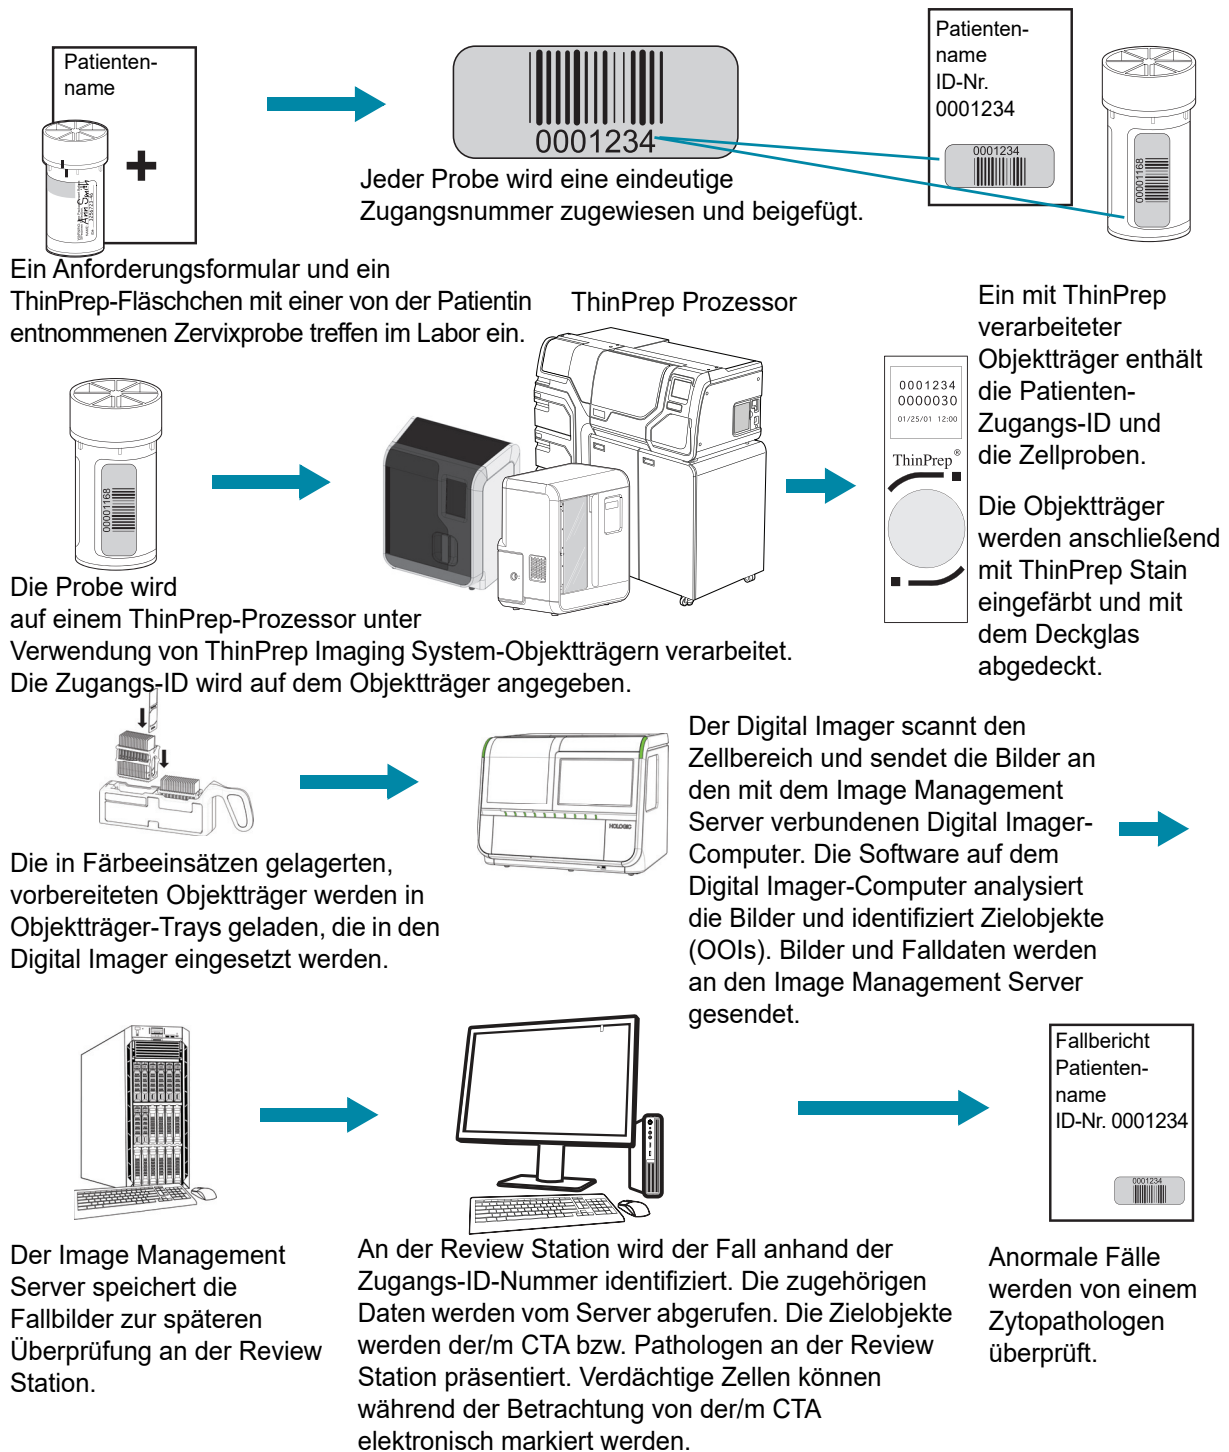 Patienten-
name
0001234
Jeder Probe wird eine eindeutige
Zugangsnummer zugewiesen und beigefügt.
Patienten-
name
ID-Nr.
0001234
0001234
00001168
Ein Anforderungsformular und ein
ThinPrep-Fläschchen mit einer von der Patientin
entnommenen Zervixprobe treffen im Labor ein.
ThinPrep Prozessor
00001168
Die Probe wird
auf einem ThinPrep-Prozessor unter
Verwendung von ThinPrep Imaging System-Objektträgern verarbeitet.
Die Zugangs-ID wird auf dem Objektträger angegeben.
0001234
0000030
01/25/01 12:00
ThinPrep®
Ein mit ThinPrep
verarbeiteter
Objektträger enthält
die Patienten-
Zugangs-ID und
die Zellproben.
Die Objektträger
werden anschließend
mit ThinPrep Stain
eingefärbt und mit
dem Deckglas
abgedeckt.
Die in Färbeeinsätzen gelagerten,
vorbereiteten Objektträger werden in
Objektträger-Trays geladen, die in den
Digital Imager eingesetzt werden.
HOLOGIC
Der Digital Imager scannt den
Zellbereich und sendet die Bilder an
den mit dem Image Management
Server verbundenen Digital Imager-
Computer. Die Software auf dem
Digital Imager-Computer analysiert
die Bilder und identifiziert Zielobjekte
(OOIs). Bilder und Falldaten werden
an den Image Management Server
gesendet.
Der Image Management
Server speichert die
Fallbilder zur späteren
Überprüfung an der Review
Station.
An der Review Station wird der Fall anhand der
Zugangs-ID-Nummer identifiziert. Die zugehörigen
Daten werden vom Server abgerufen. Die Zielobjekte
werden der/m CTA bzw. Pathologen an der Review
Station präsentiert. Verdächtige Zellen können
während der Betrachtung von der/m CTA
elektronisch markiert werden.
Fallbericht
Patienten-
name
ID-Nr. 0001234
0001234
Anormale Fälle
werden von einem
Zytopathologen
überprüft.